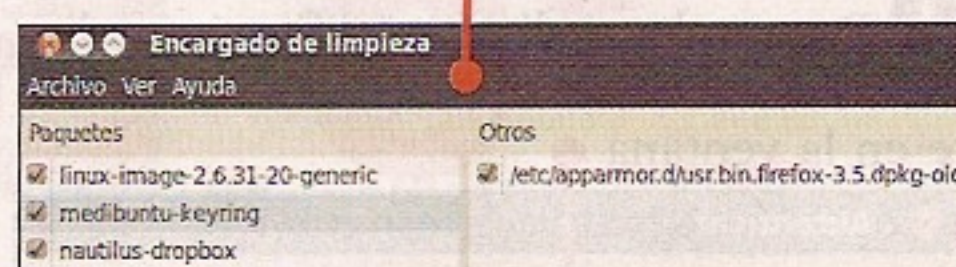 Encargado de limpieza
Archivo Ver Ayuda
Paquetes
Otros
linux-image-2.6.31-20-generic
/etc/apparmor.d/usr.bin.firefox-3.5.dpkg-old
medibuntu-keyring
nautilus-dropbox